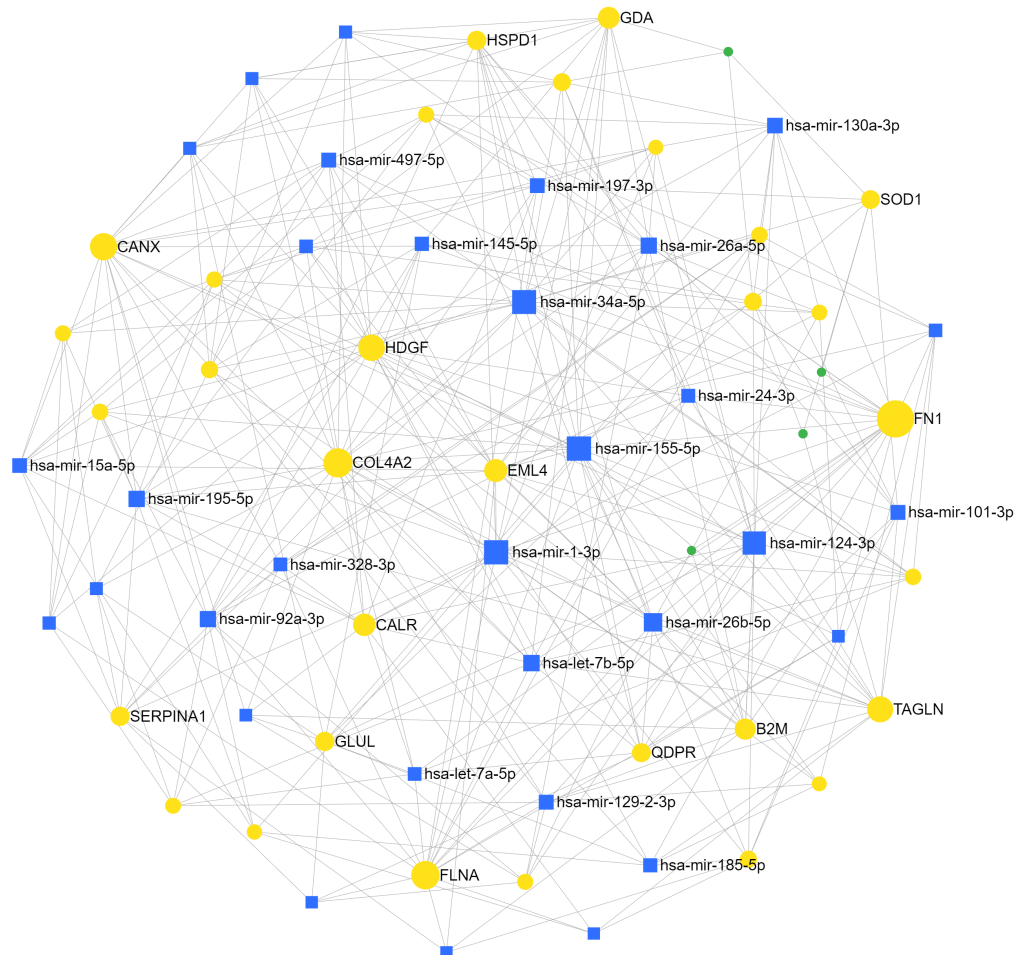 GDA
HSPD1
hsa-mir-130a-3p
hsa-mir-497-5p
hsa-mir-197-3p
SOD1
CANX
hsa-mir-145-5p
hsa-mir-26a-5p
hsa-mir-34a-5p
HDGF
hsa-mir-24-3p
FN1
hsa-mir-155-5p
hsa-mir-15a-5p
COL4A2
EML4
hsa-mir-195-5p
hsa-mir-101-3p
hsa-mir-124-3p
hsa-mir-1-3p
hsa-mir-328-3p
hsa-mir-92a-3p
CALR
hsa-mir-26b-5p
hsa-let-7b-5p
TAGLN
SERPINA1
B2M
GLUL
QDPR
hsa-let-7a-5p
hsa-mir-129-2-3p
hsa-mir-185-5p
FLNA